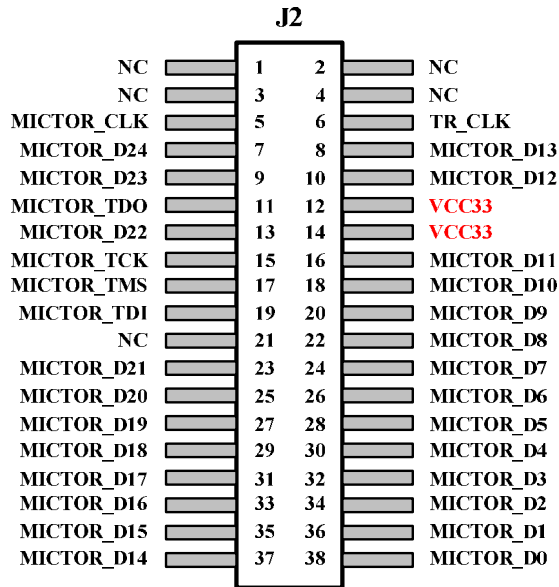 J2
NC 1 2 NC
NC 3 4 NC
MICTOR_CLK 5 6 TR_CLK
MICTOR_D24 7 8 MICTOR_D13
MICTOR_D23 9 10 MICTOR_D12
MICTOR_TDO 11 12 VCC33
MICTOR_D22 13 14 VCC33
MICTOR_TCK 15 16 MICTOR_D11
MICTOR_TMS 17 18 MICTOR_D10
MICTOR_TDI 19 20 MICTOR_D9
NC 21 22 MICTOR_D8
MICTOR_D21 23 24 MICTOR_D7
MICTOR_D20 25 26 MICTOR_D6
MICTOR_D19 27 28 MICTOR_D5
MICTOR_D18 29 30 MICTOR_D4
MICTOR_D17 31 32 MICTOR_D3
MICTOR_D16 33 34 MICTOR_D2
MICTOR_D15 35 36 MICTOR_D1
MICTOR_D14 37 38 MICTOR_D0